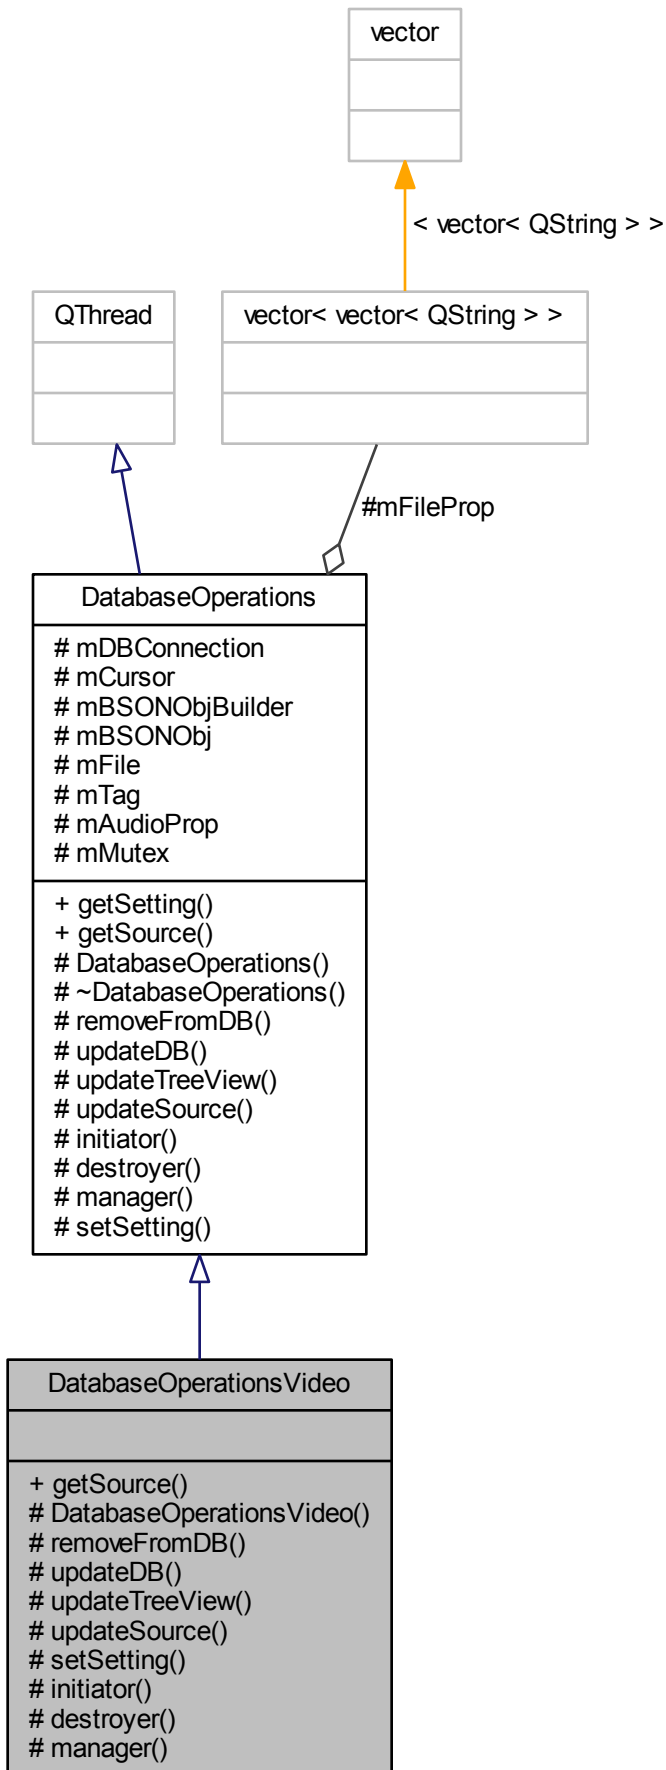 vector
< vector< QString > >
QThread
vector< vector< QString > >
#mFileProp
DatabaseOperations
# mDBConnection
# mCursor
# mBSONObjBuilder
# mBSONObj
# mFile
# mTag
# mAudioProp
# mMutex
+ getSetting()
+ getSource()
# DatabaseOperations()
# ~DatabaseOperations()
# removeFromDB()
# updateDB()
# updateTreeView()
# updateSource()
# initiator()
# destroyer()
# manager()
# setSetting()
DatabaseOperationsVideo
+ getSource()
# DatabaseOperationsVideo()
# removeFromDB()
# updateDB()
# updateTreeView()
# updateSource()
# setSetting()
# initiator()
# destroyer()
# manager()